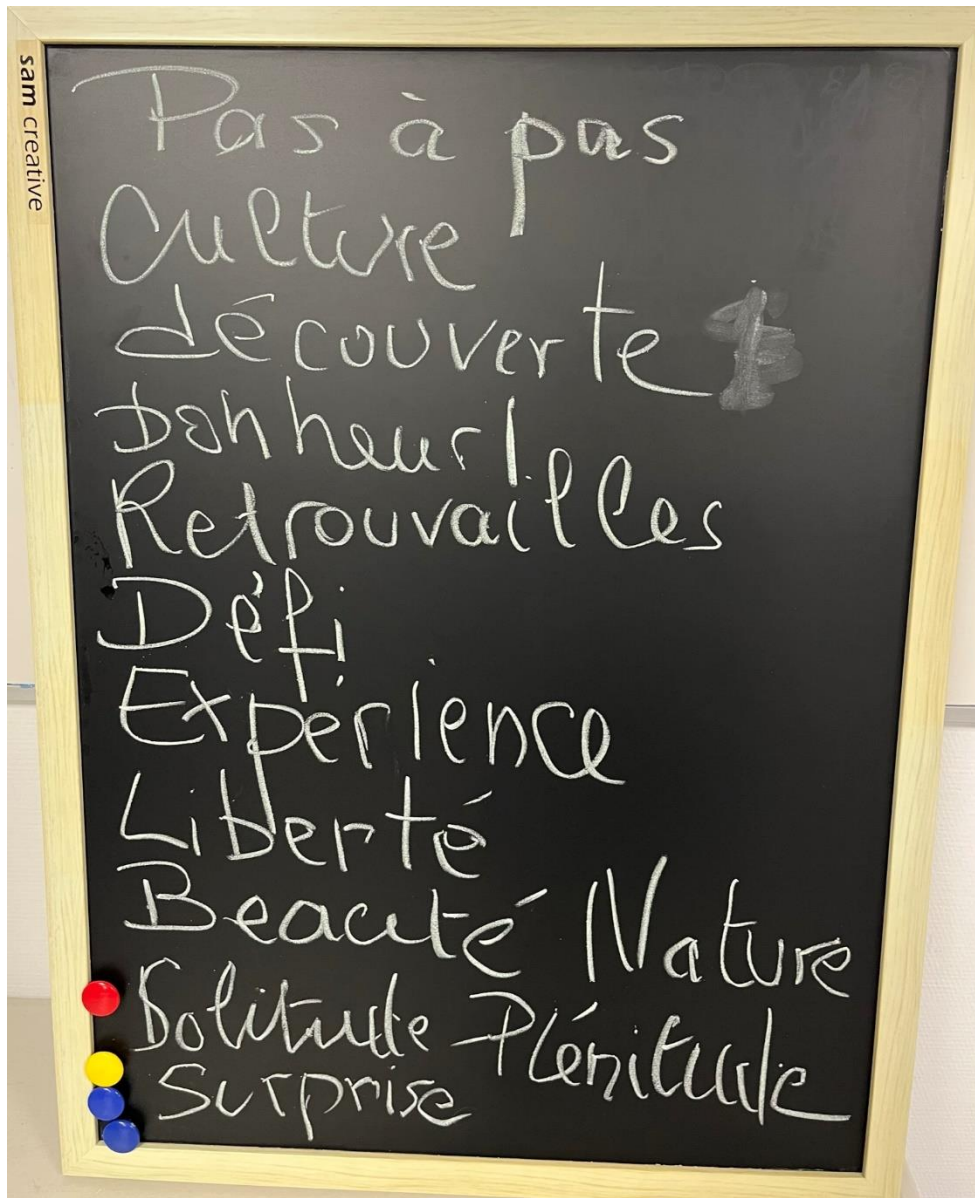 sam creative
Pas à pas
Culture
découverte
bonheur !
Retrouvailles
Défi
Expérience
Liberté
Beauté Nature
Solitude Plénitude
Surprise